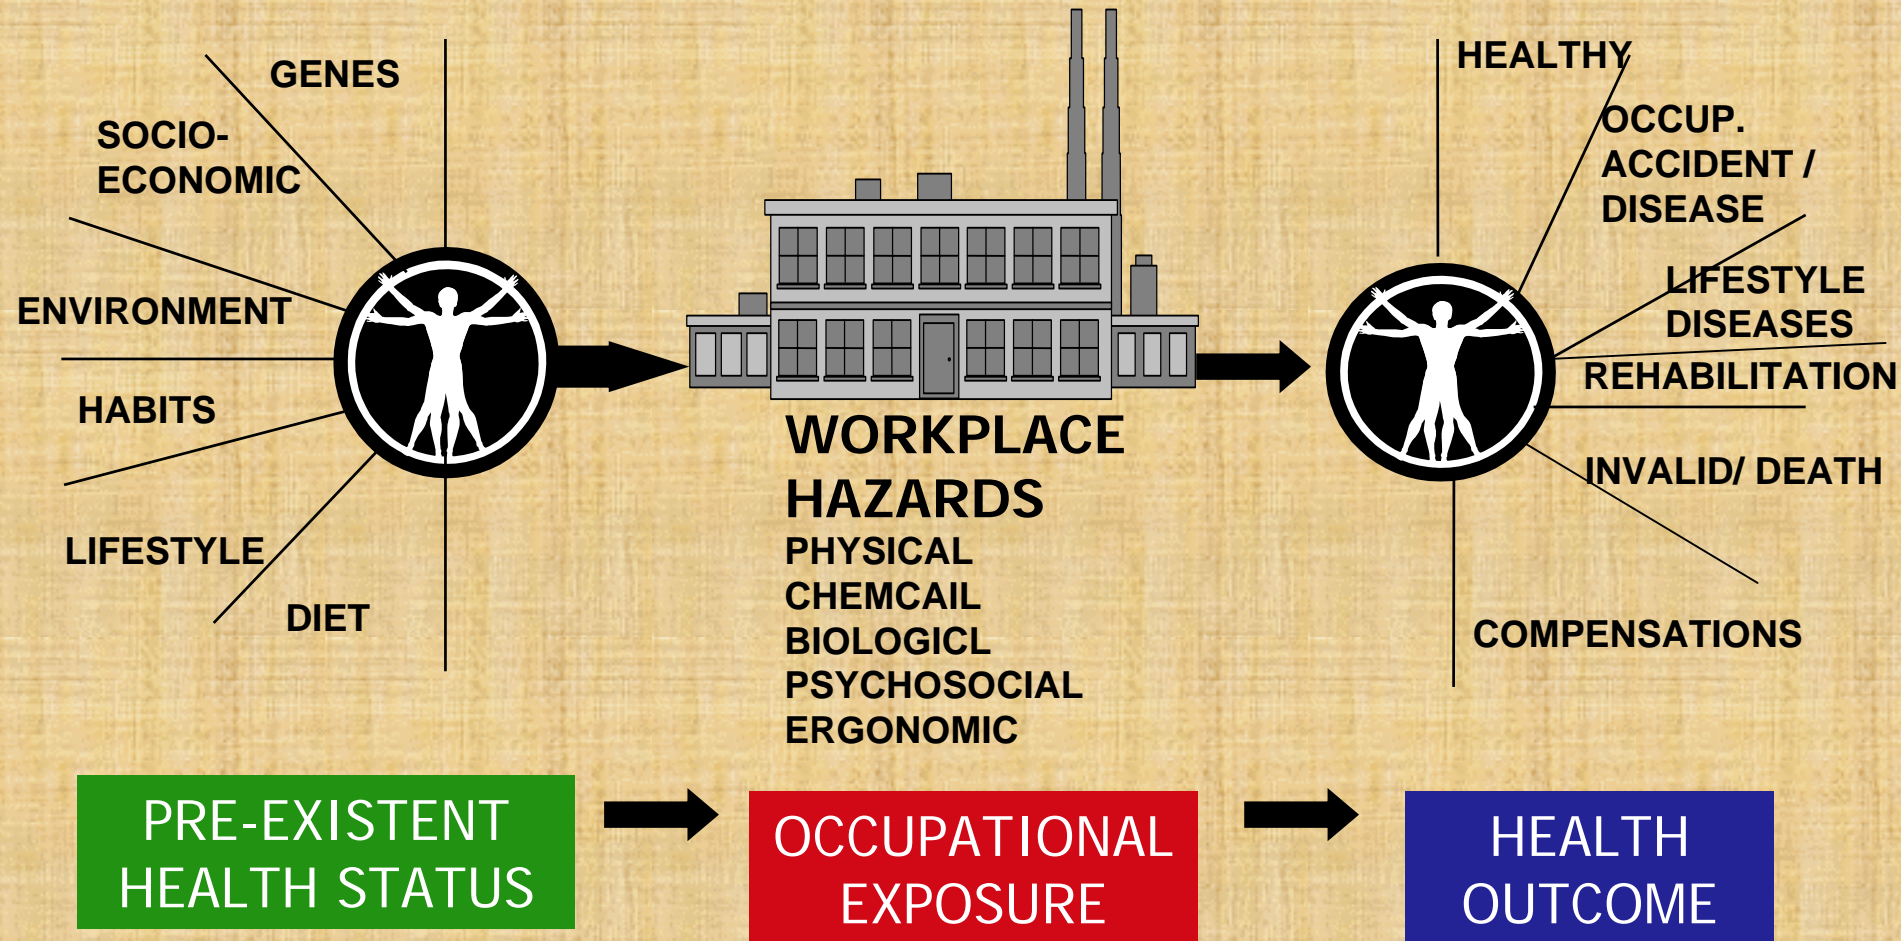 GENES
SOCIO-
ECONOMIC
ENVIRONMENT
HABITS
LIFESTYLE
DIET
WORKPLACE
HAZARDS
PHYSICAL
CHEMCAIL
BIOLOGICL
PSYCHOSOCIAL
ERGONOMIC
HEALTHY
OCCUP.
ACCIDENT /
DISEASE
LIFESTYLE
DISEASES
REHABILITATION
INVALID/ DEATH
COMPENSATIONS
PRE-EXISTENT
HEALTH STATUS
OCCUPATIONAL
EXPOSURE
HEALTH
OUTCOME